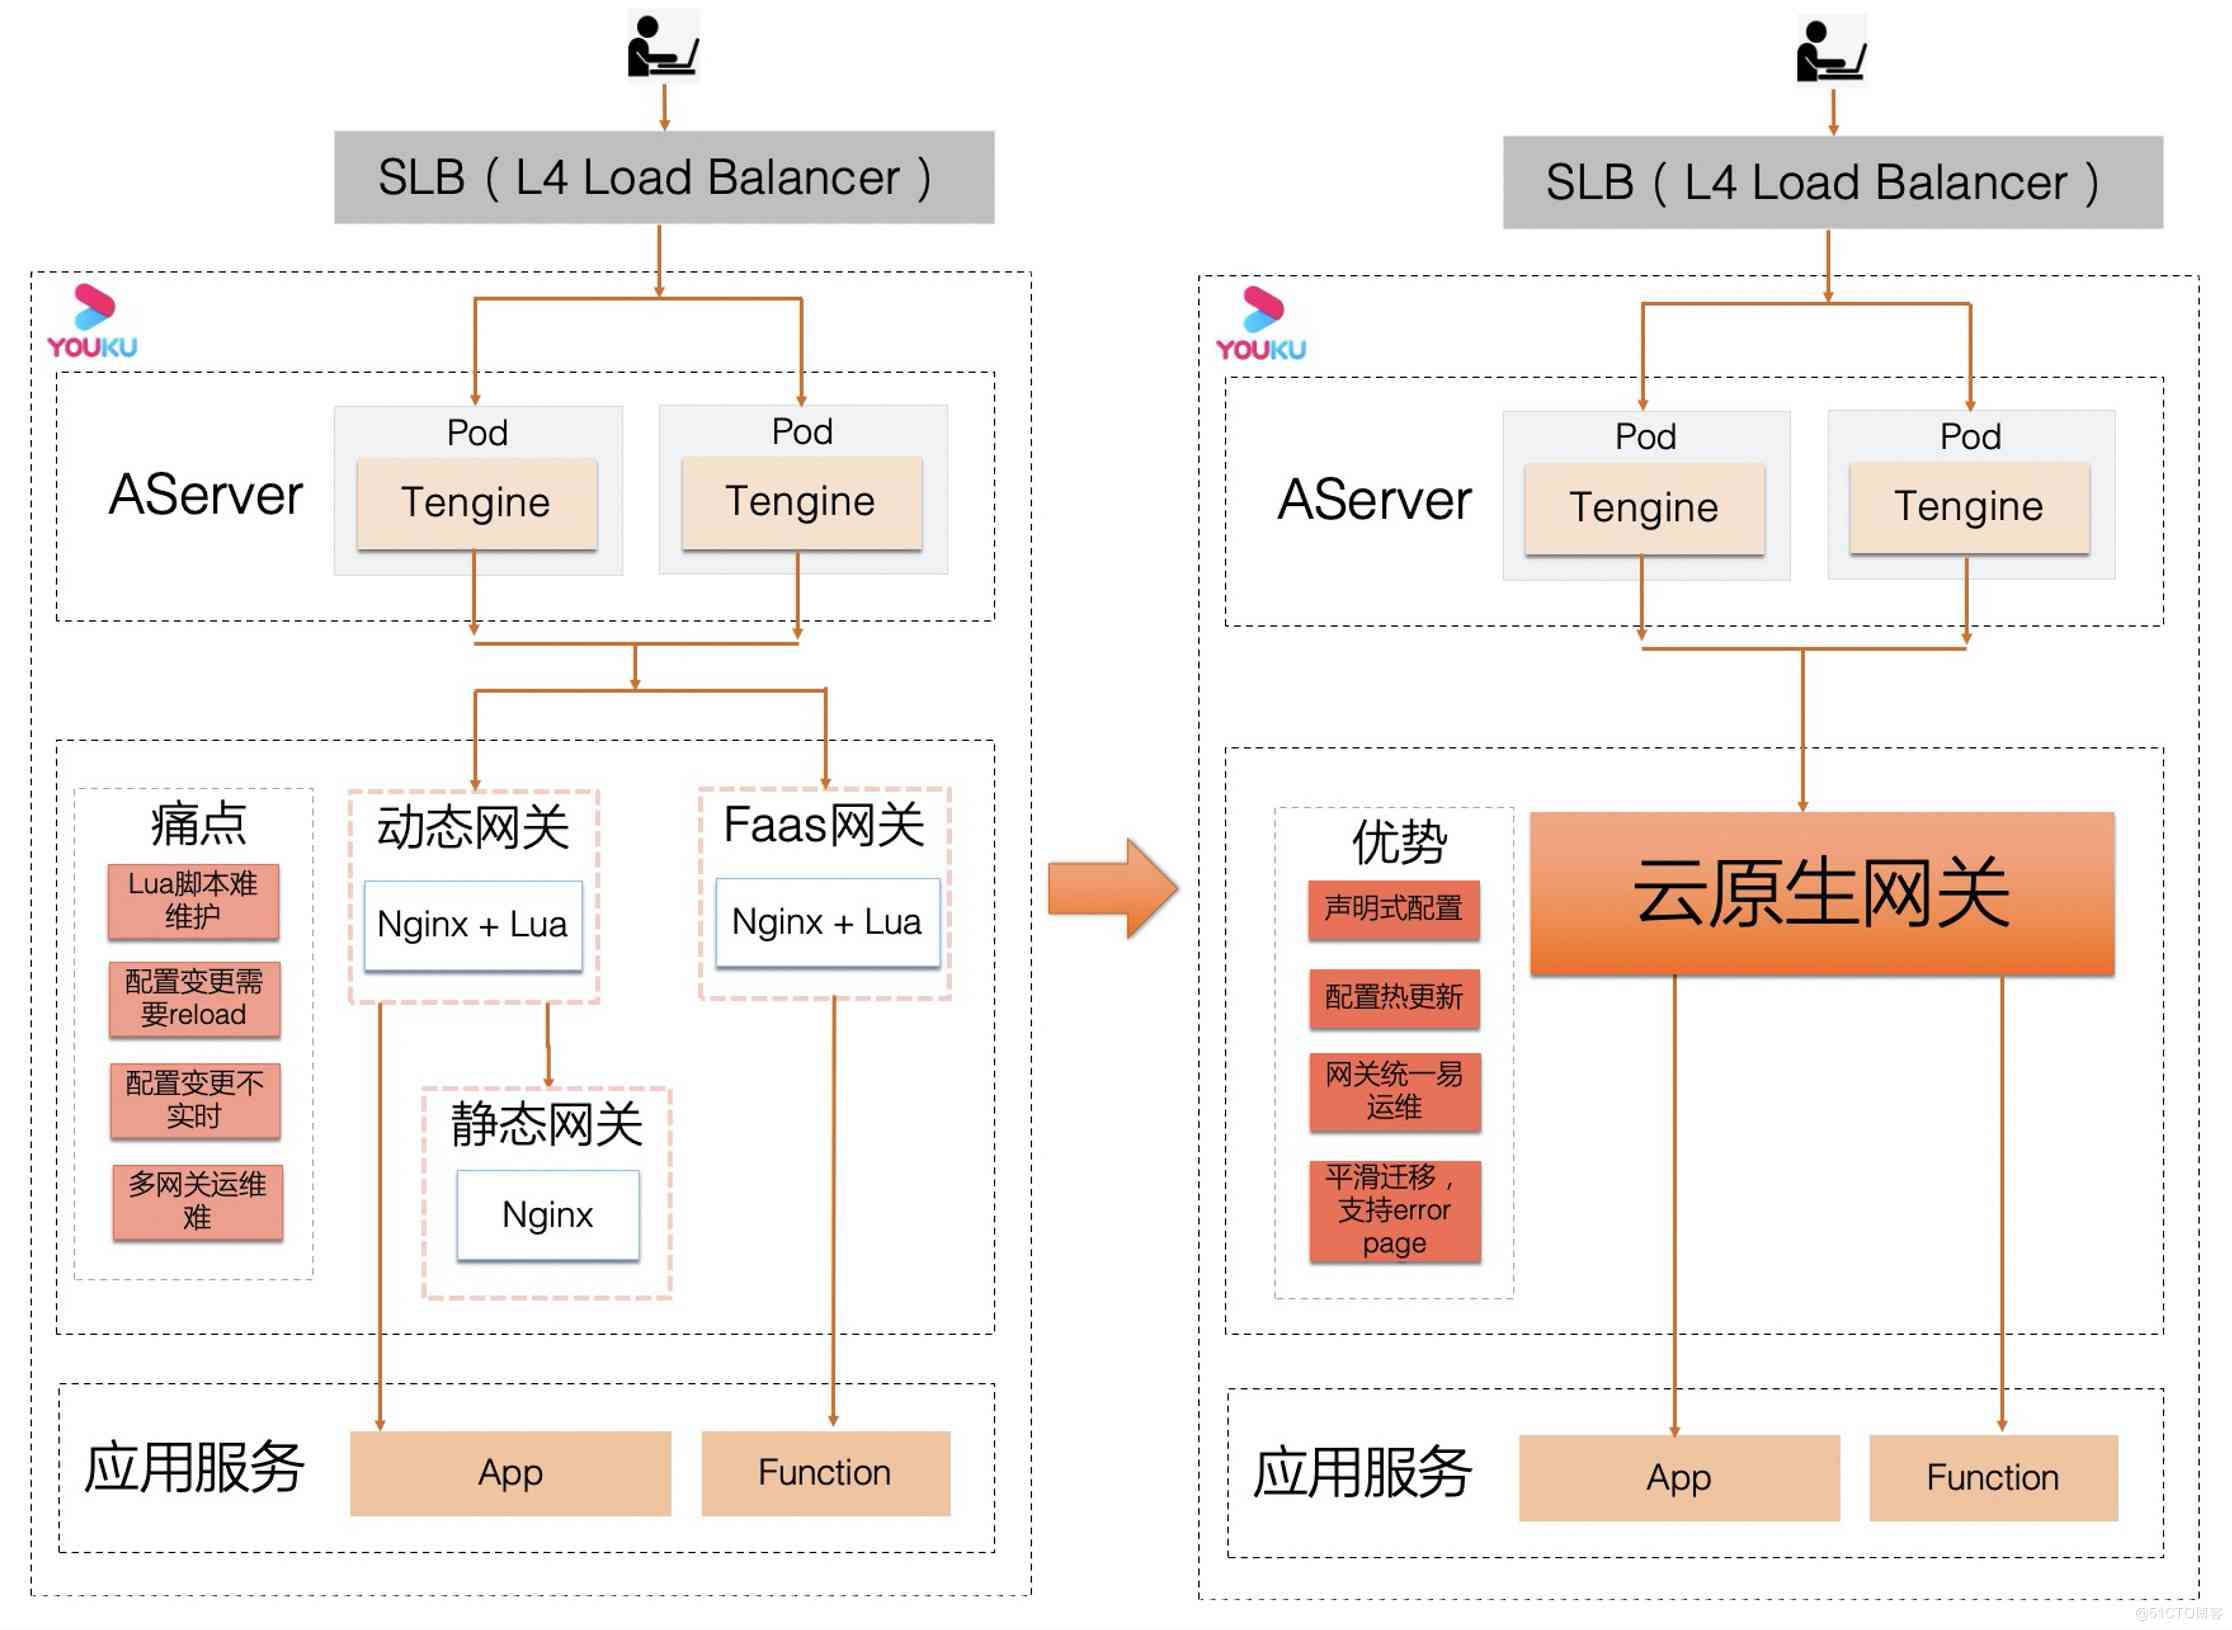 SLB ( L4 Load Balancer )
YOUKU
AServer
Pod
Tengine
Pod
Tengine
痛点
Lua脚本难
维护
配置变更需
要reload
配置变更不
实时
多网关运维
难
动态网关
Nginx + Lua
Faas网关
Nginx + Lua
静态网关
Nginx
应用服务
App
Function
SLB ( L4 Load Balancer )
YOUKU
AServer
Pod
Tengine
Pod
Tengine
优势
声明式配置
配置热更新
网关统一易
运维
平滑迁移，
支持error
page
云原生网关
应用服务
App
Function
@51CTO博客